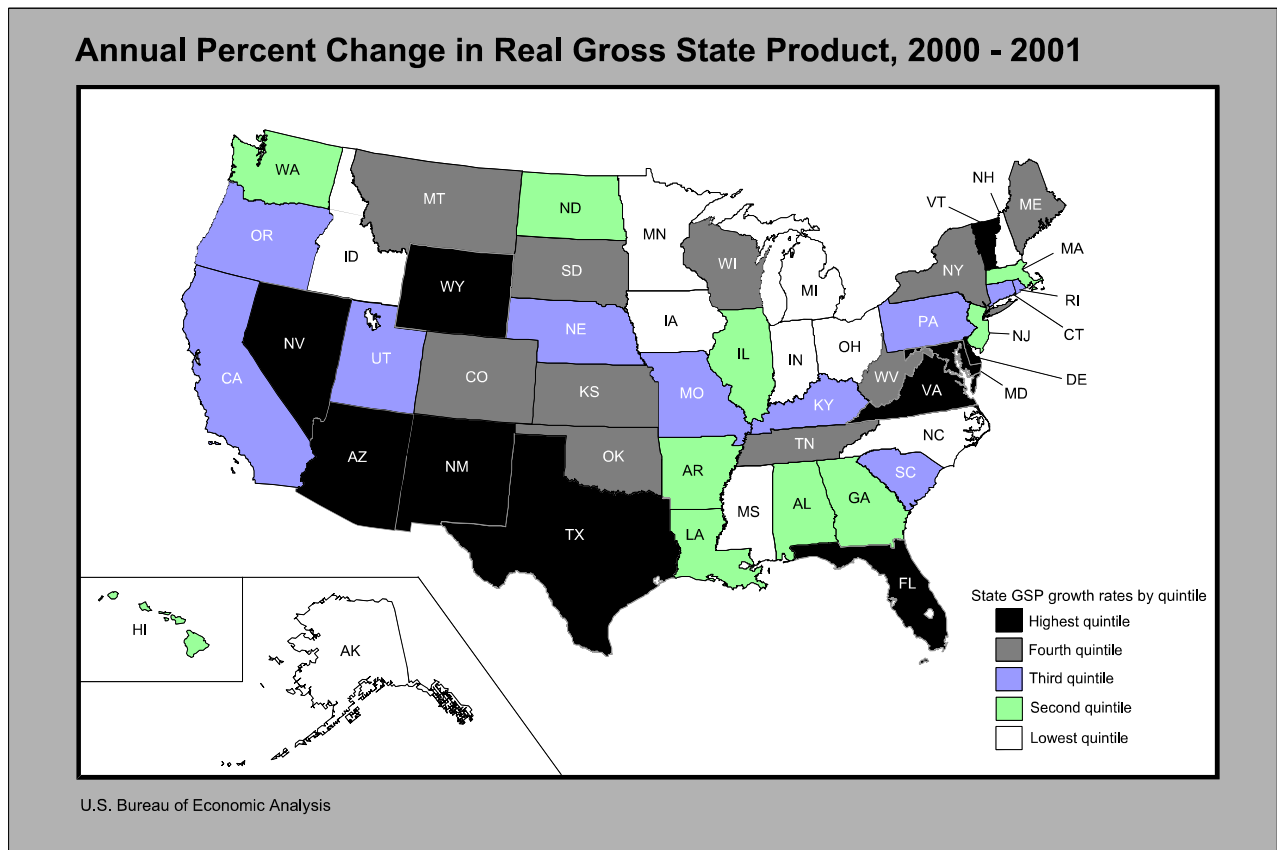 Annual Percent Change in Real Gross State Product, 2000 - 2001
WA
MT
ND
MN
OR
ID
WY
SD
WI
MI
NY
VT
NH
ME
MA
RI
CT
NJ
DE
MD
NV
UT
CA
CO
NE
IA
IL
IN
OH
PA
WV
VA
KS
MO
KY
NC
TN
SC
AZ
NM
OK
AR
TX
LA
MS
AL
GA
FL
HI
AK
State GSP growth rates by quintile
Highest quintile
Fourth quintile
Third quintile
Second quintile
Lowest quintile
U.S. Bureau of Economic Analysis